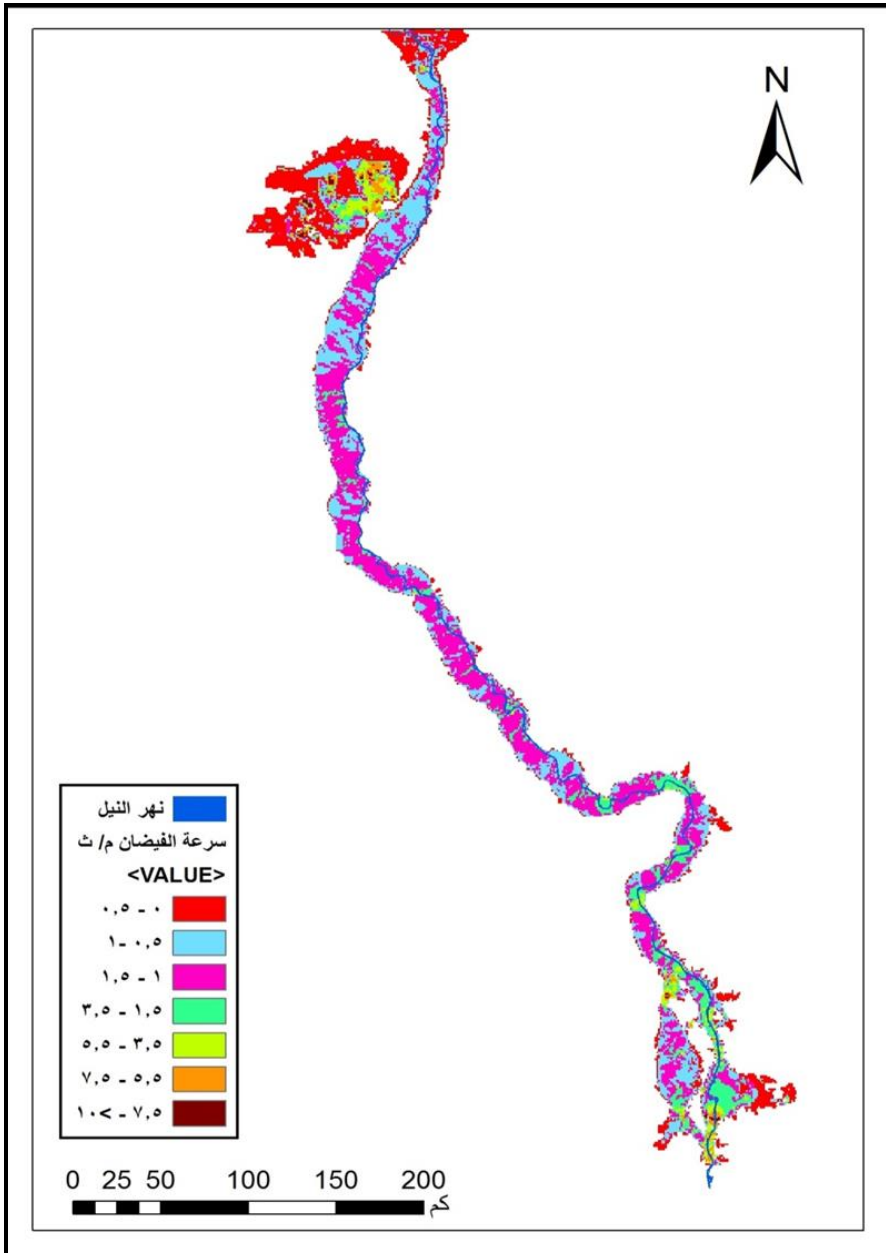 N
نهر النيل
سرعة الفيضان م/ ث
<VALUE>
٠ - ٠,٥
٠,٥ - ١
١ - ١,٥
١,٥ - ٣,٥
٣,٥ - ٥,٥
٥,٥ - ٧,٥
٧,٥ - >١٠
0 25 50 100 150 200
كم